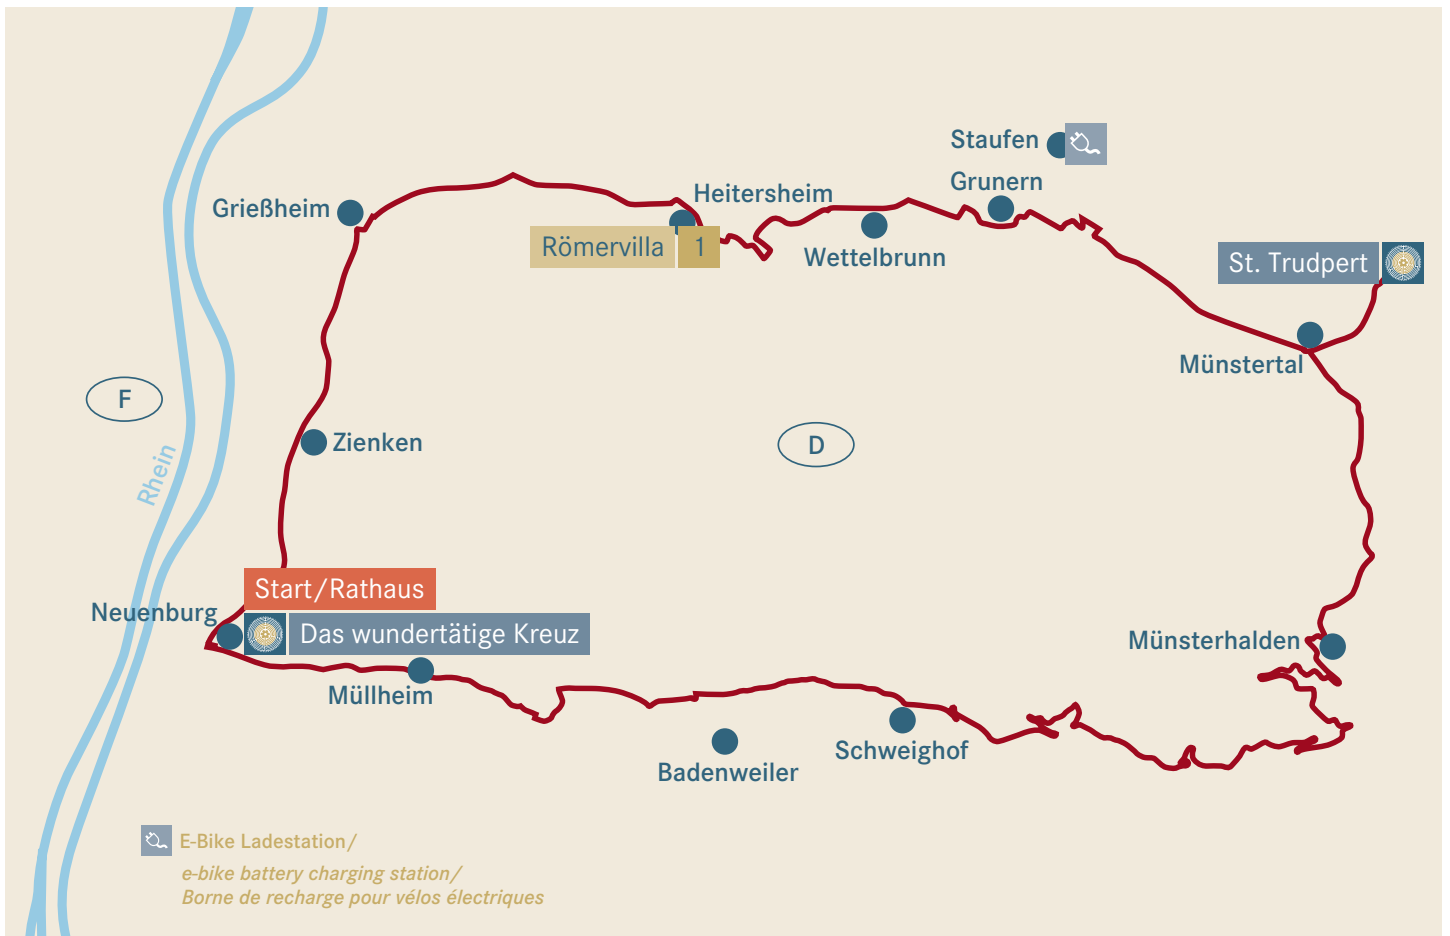 Staufen
Grunern
Heitersheim
Grießheim
Römervilla 1
Wettelbrunn
St. Trudpert
Münstertal
F
D
Zienken
Rhein
Start/Rathaus
Neuenburg
Das wundertätige Kreuz
Münsterhalden
Müllheim
Schweighof
Badenweiler
E-Bike Ladestation/
e-bike battery charging station/
Borne de recharge pour vélos électriques